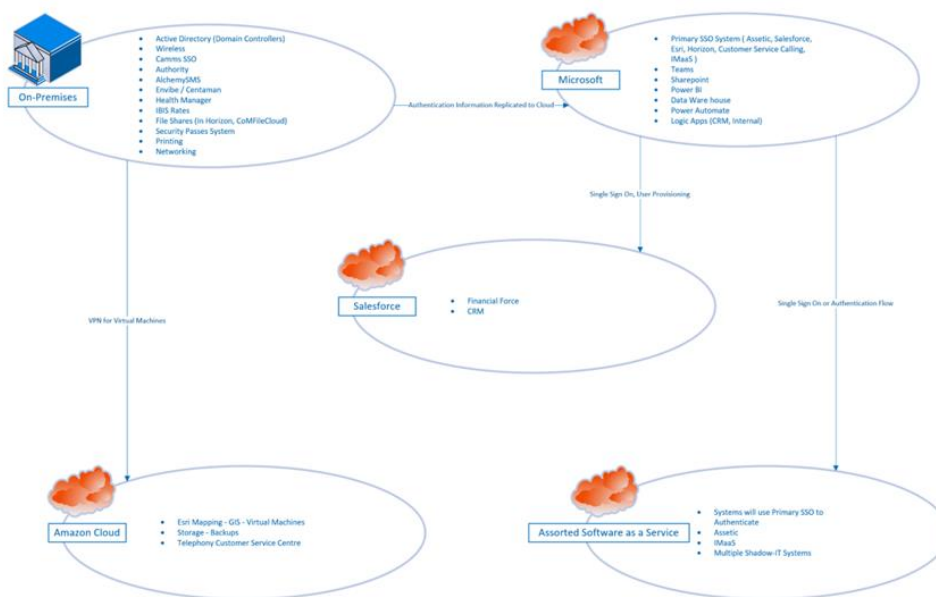 On-Premises
Active Directory (Domain Controllers)
Wireless
Camms SSO
Authority
AlchemySMS
Envibe / Centaman
Health Manager
IBIS Rates
File Shares (In Horizon, CoMFileCloud)
Security Passes System
Printing
Networking
Authentication Information Replicated to Cloud
Microsoft
Primary SSO System ( Assetic, Salesforce,
Esri, Horizon, Customer Service Calling,
IMaaS )
Teams
Sharepoint
Power BI
Data Ware house
Power Automate
Logic Apps (CRM, Internal)
Single Sign On, User Provisioning
Salesforce
Financial Force
CRM
Single Sign On or Authentication Flow
VPN for Virtual Machines
Amazon Cloud
Esri Mapping - GIS - Virtual Machines
Storage - Backups
Telephony Customer Service Centre
Assorted Software as a Service
Systems will use Primary SSO to
Authenticate
Assetic
IMaaS
Multiple Shadow-IT Systems